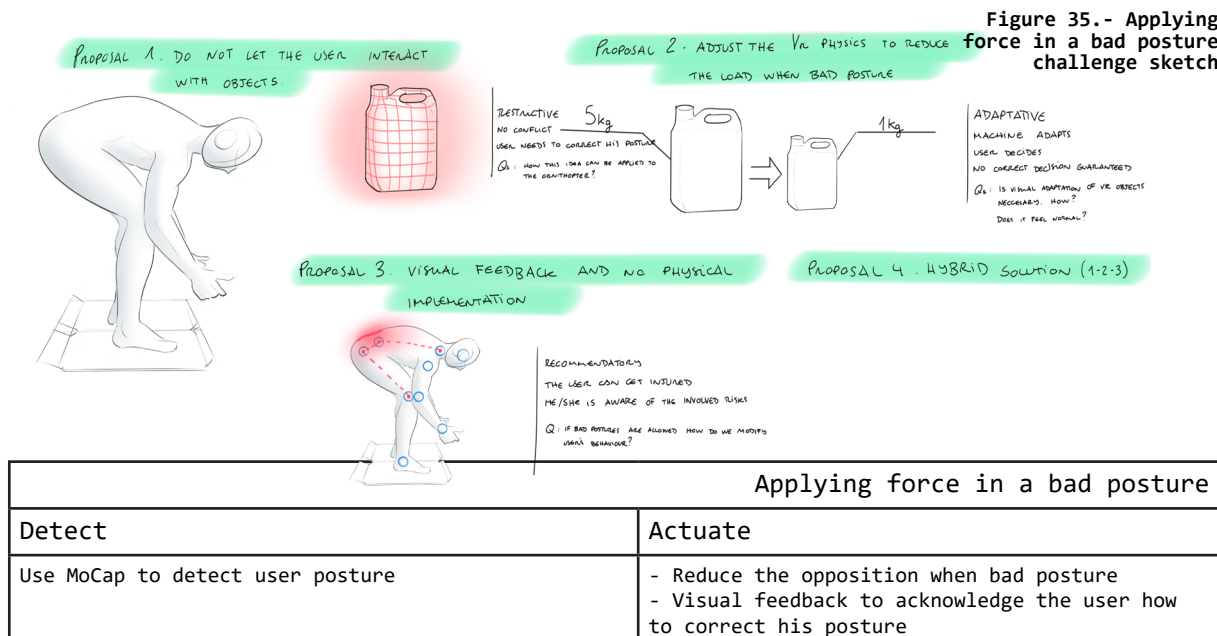 Figure 35.- Applying
force in a bad posture
challenge sketch
PROPOSAL 1. DO NOT LET THE USER INTERACT
WITH OBJECTS.
PROPOSAL 2. ADJUST THE VR PHYSICS TO REDUCE
THE LOAD WHEN BAD POSTURE
RESTRICTIVE
NO CONFLICT
USER NEEDS TO CORRECT HIS POSTURE
Qs: HOW THIS IDEA CAN BE APPLIED TO
THE ORNITHOPTER?
5kg
1kg
ADAPTATIVE
MACHINE ADAPTS
USER DECIDES
NO CORRECT DECISION GUARANTEED
Qs: IS VISUAL ADAPTATION OF VR OBJECTS
NECCESARY. HOW?
DOES IT FEEL NORMAL?
PROPOSAL 3. VISUAL FEEDBACK AND NO PHYSICAL
IMPLEMENTATION
PROPOSAL 4. HYBRID SOLUTION (1-2-3)
RECOMMENDATORY
THE USER CAN GET INJURED
HE/SHE IS AWARE OF THE INVOLVED RISKS
Q: IF BAD POSTURES ARE ALLOWED HOW DO WE MODIFY
USER'S BEHAVIOUR?
Applying force in a bad posture
Detect
Actuate
Use MoCap to detect user posture
- Reduce the opposition when bad posture
- Visual feedback to acknowledge the user how
to correct his posture